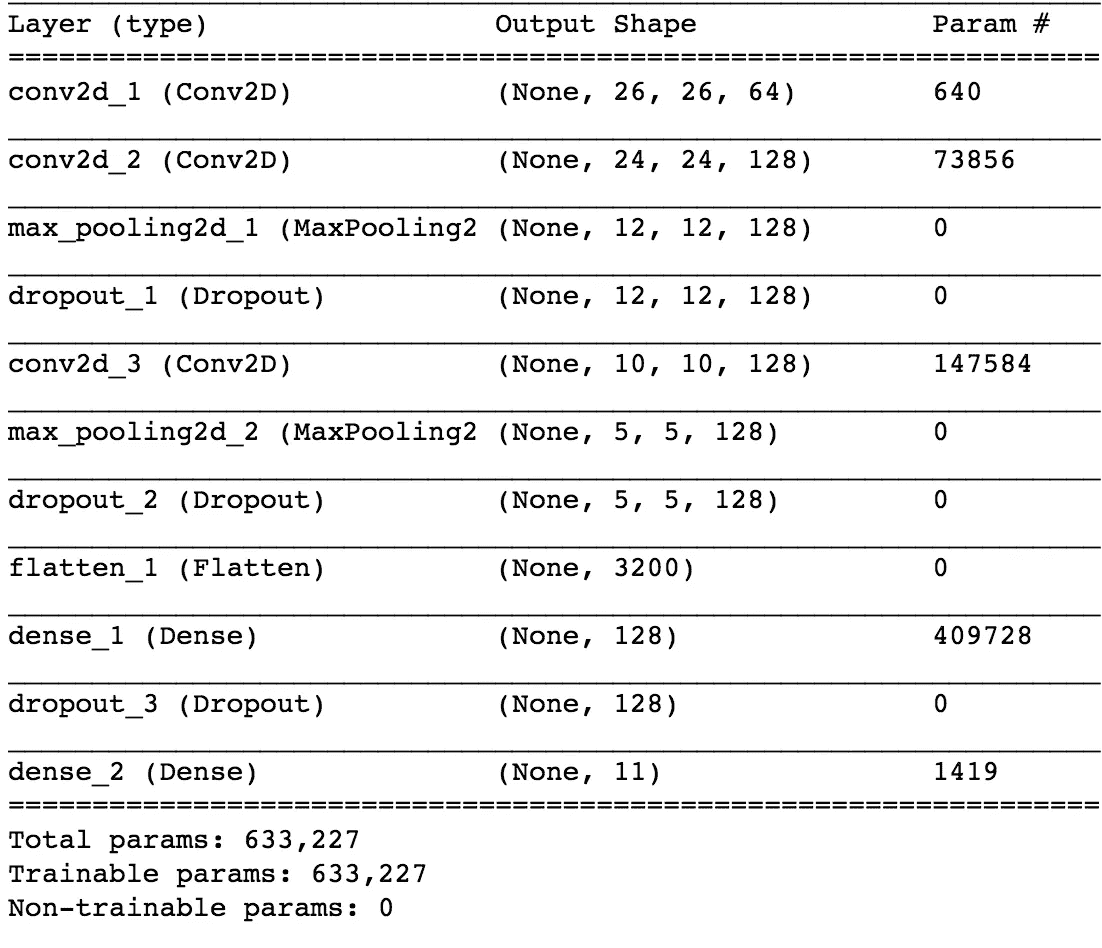 Layer (type) Output Shape Param #
conv2d_1 (Conv2D) (None, 26, 26, 64) 640
conv2d_2 (Conv2D) (None, 24, 24, 128) 73856
max_pooling2d_1 (MaxPooling2 (None, 12, 12, 128) 0
dropout_1 (Dropout) (None, 12, 12, 128) 0
conv2d_3 (Conv2D) (None, 10, 10, 128) 147584
max_pooling2d_2 (MaxPooling2 (None, 5, 5, 128) 0
dropout_2 (Dropout) (None, 5, 5, 128) 0
flatten_1 (Flatten) (None, 3200) 0
dense_1 (Dense) (None, 128) 409728
dropout_3 (Dropout) (None, 128) 0
dense_2 (Dense) (None, 11) 1419
Total params: 633,227
Trainable params: 633,227
Non-trainable params: 0